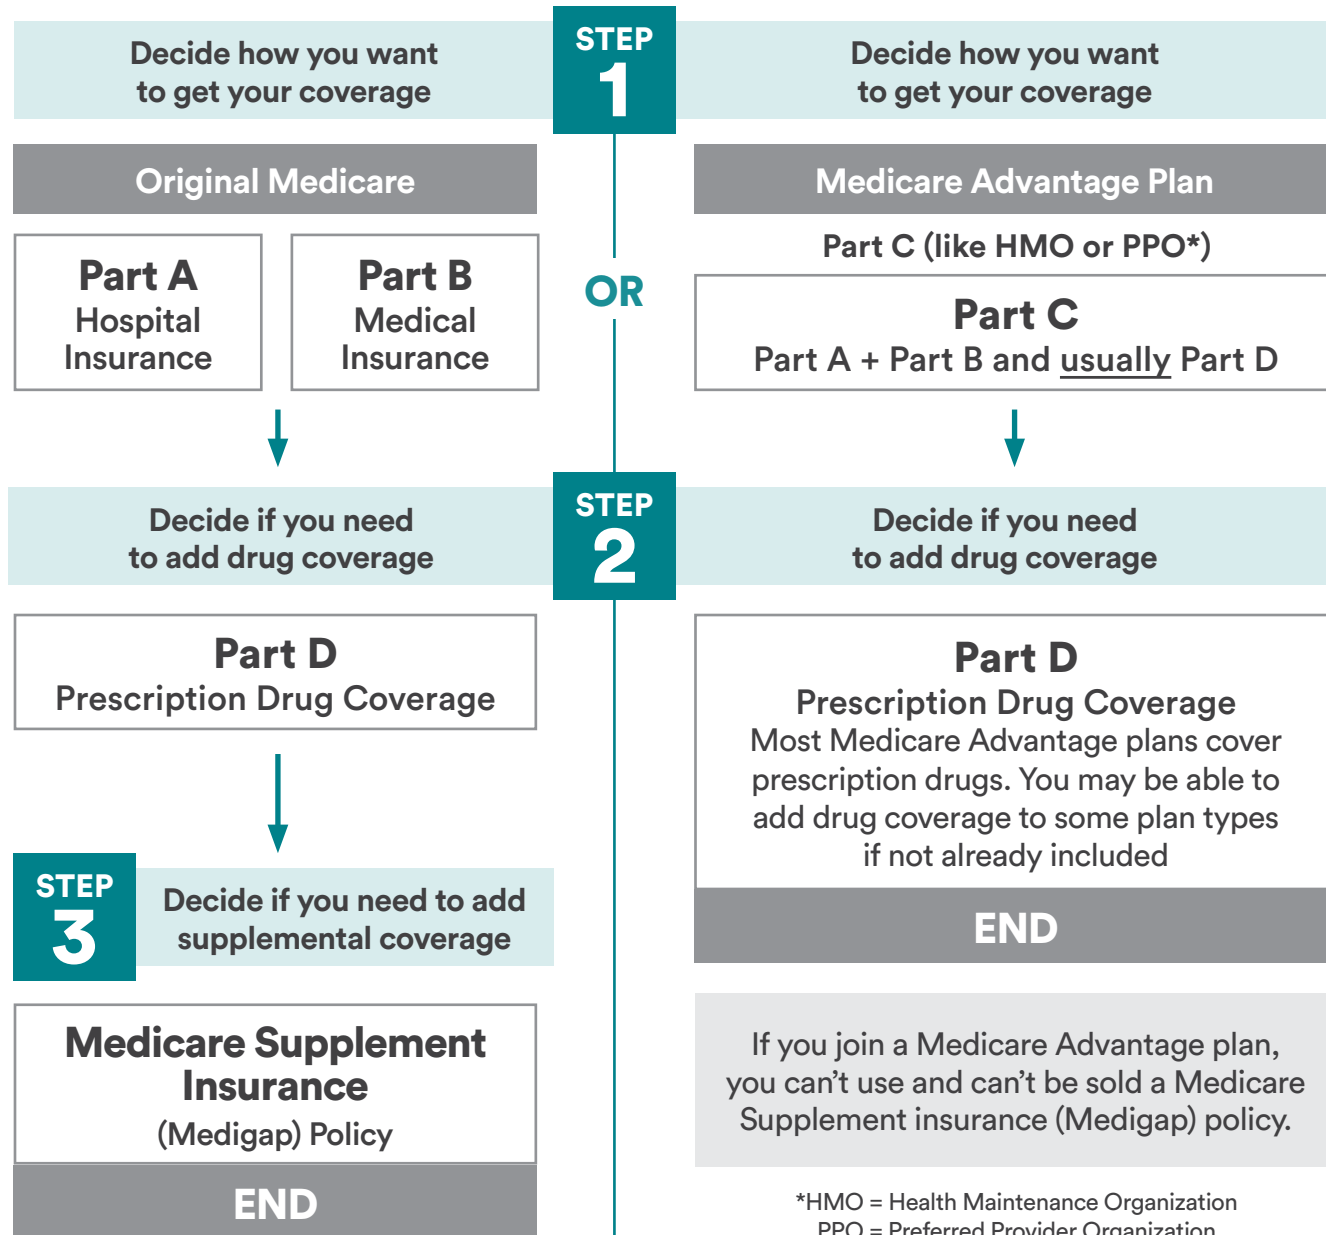 STEP
1
Decide how you want
to get your coverage
Original Medicare
Part A
Hospital
Insurance
Part B
Medical
Insurance
OR
Decide how you want
to get your coverage
Medicare Advantage Plan
Part C (like HMO or PPO*)
Part C
Part A + Part B and usually Part D
STEP
2
Decide if you need
to add drug coverage
Part D
Prescription Drug Coverage
Decide if you need
to add drug coverage
Part D
Prescription Drug Coverage
Most Medicare Advantage plans cover
prescription drugs. You may be able to
add drug coverage to some plan types
if not already included
END
STEP
3
Decide if you need to add
supplemental coverage
Medicare Supplement
Insurance
(Medigap) Policy
END
If you join a Medicare Advantage plan,
you can’t use and can’t be sold a Medicare
Supplement insurance (Medigap) policy.
*HMO = Health Maintenance Organization
PPO = Preferred Provider Organization